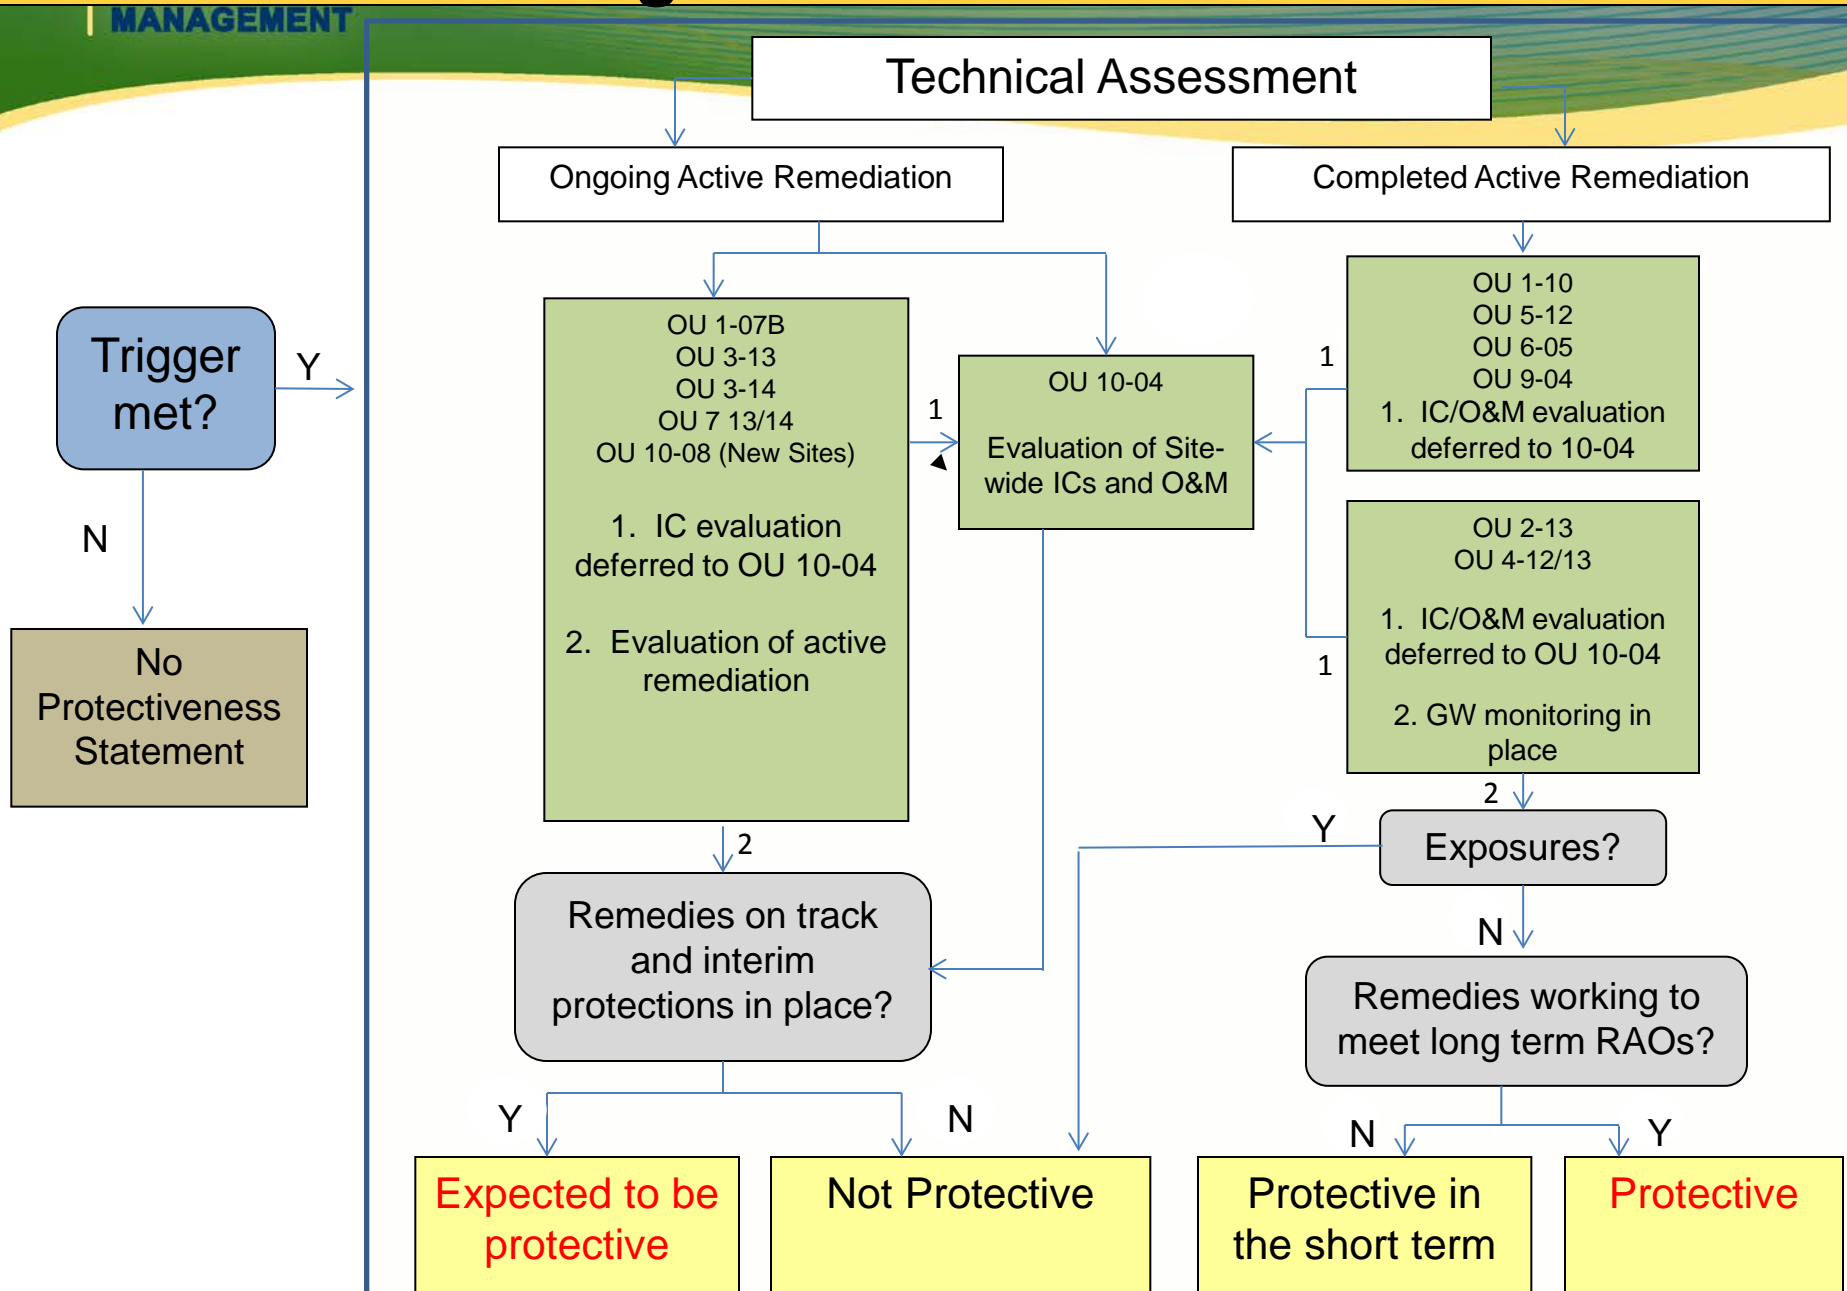 MANAGEMENT
Technical Assessment
Ongoing Active Remediation
Completed Active Remediation
Trigger
met?
Y
N
No
Protectiveness
Statement
OU 1-07B
OU 3-13
OU 3-14
OU 7 13/14
OU 10-08 (New Sites)
1. IC evaluation
deferred to OU 10-04
2. Evaluation of active
remediation
1
OU 10-04
Evaluation of Site-
wide ICs and O&M
1
OU 1-10
OU 5-12
OU 6-05
OU 9-04
1. IC/O&M evaluation
deferred to 10-04
OU 2-13
OU 4-12/13
1. IC/O&M evaluation
deferred to OU 10-04
2. GW monitoring in
place
1
2
2
Y
Exposures?
N
Remedies on track
and interim
protections in place?
Remedies working to
meet long term RAOs?
Y
N
N
Y
Expected to be
protective
Not Protective
Protective in
the short term
Protective